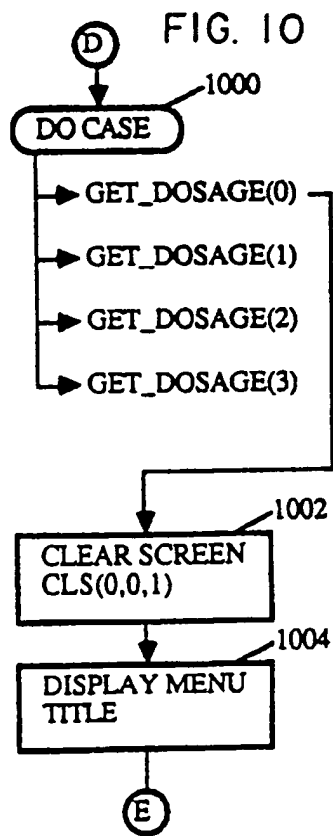 FIG. 10
D
1000
DO CASE
GET_DOSAGE(0)
GET_DOSAGE(1)
GET_DOSAGE(2)
GET_DOSAGE(3)
1002
CLEAR SCREEN
CLS(0,0,1)
1004
DISPLAY MENU
TITLE
E